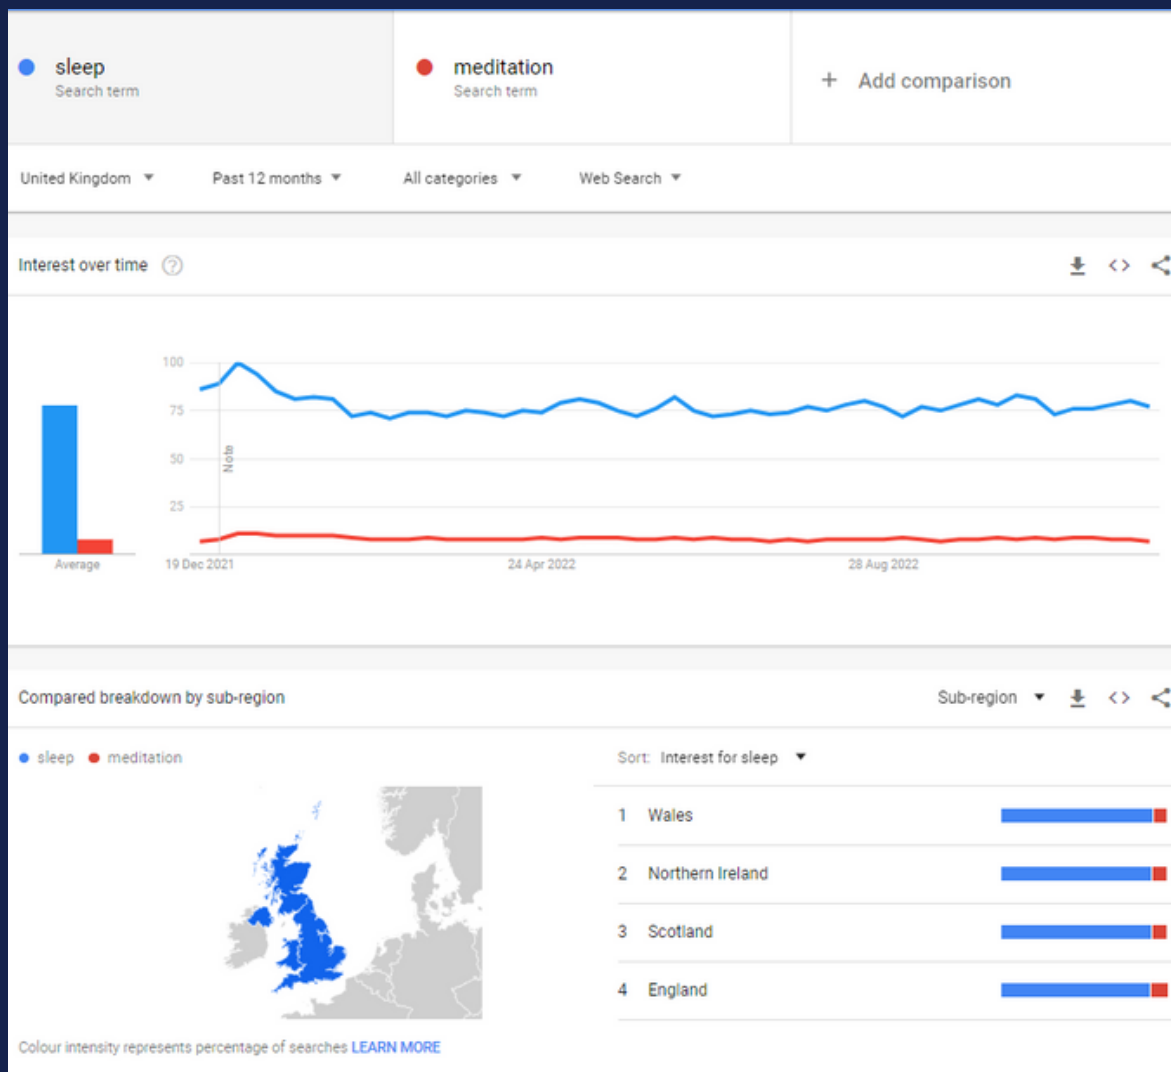 sleep
Search term
meditation
Search term
+ Add comparison
United Kingdom
Past 12 months
All categories
Web Search
Interest over time ?
100
75
50
25
Note
Average
19 Dec 2021
24 Apr 2022
28 Aug 2022
Compared breakdown by sub-region
Sub-region
sleep meditation
Sort: Interest for sleep
1 Wales
2 Northern Ireland
3 Scotland
4 England
Colour intensity represents percentage of searches LEARN MORE